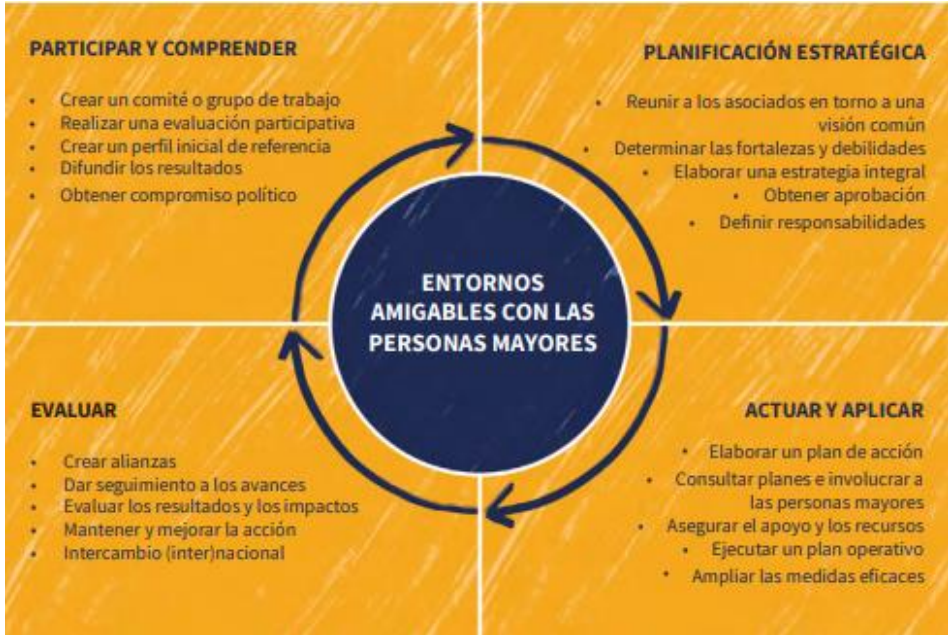 PARTICIPAR Y COMPRENDER
• Crear un comité o grupo de trabajo
• Realizar una evaluación participativa
• Crear un perfil inicial de referencia
• Difundir los resultados
• Obtener compromiso político
PLANIFICACIÓN ESTRATÉGICA
• Reunir a los asociados en torno a una
visión común
• Determinar las fortalezas y debilidades
• Elaborar una estrategia integral
• Obtener aprobación
• Definir responsabilidades
ENTORNOS
AMIGABLES CON LAS
PERSONAS MAYORES
EVALUAR
• Crear alianzas
• Dar seguimiento a los avances
• Evaluar los resultados y los impactos
• Mantener y mejorar la acción
• Intercambio (inter)nacional
ACTUAR Y APLICAR
• Elaborar un plan de acción
• Consultar planes e involucrar a
las personas mayores
• Asegurar el apoyo y los recursos
• Ejecutar un plan operativo
• Ampliar las medidas eficaces